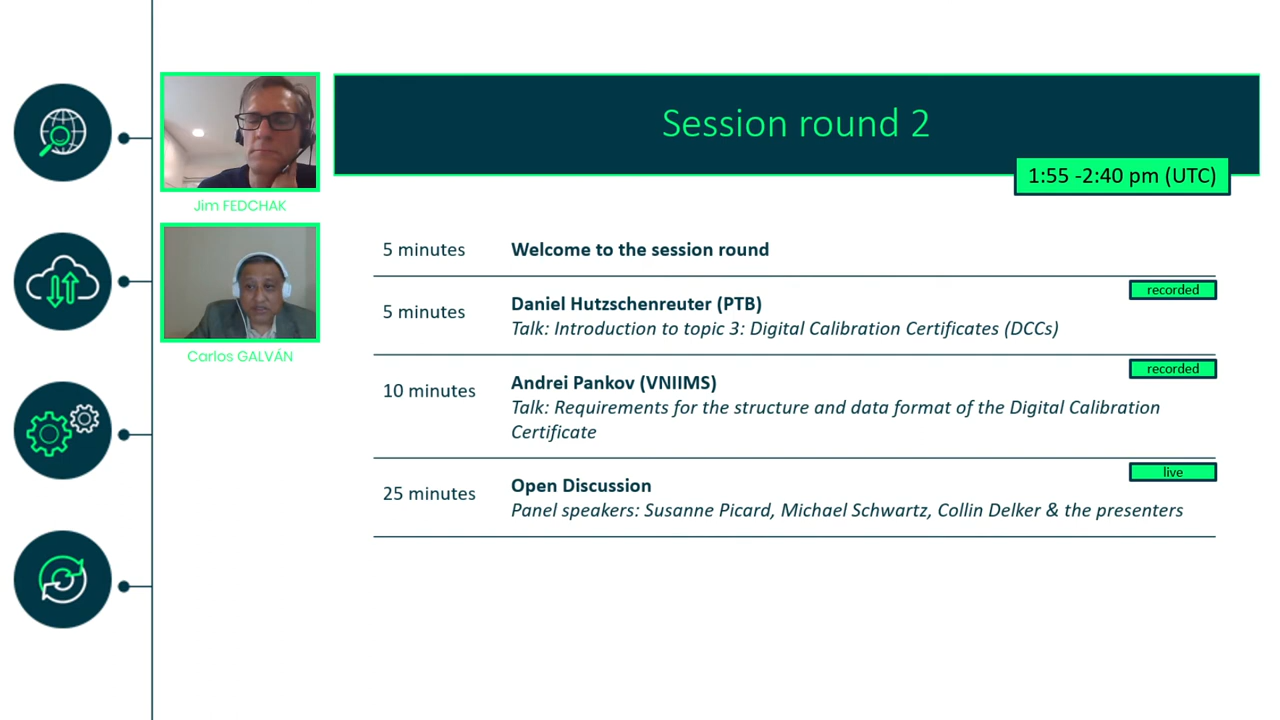 Session round 2
1:55 -2:40 pm (UTC)
Jim FEDCHAK
Carlos GALVÁN
5 minutes
Welcome to the session round
recorded
5 minutes
Daniel Hutzschenreuter (PTB)
Talk: Introduction to topic 3: Digital Calibration Certificates (DCCs)
recorded
10 minutes
Andrei Pankov (VNIIMS)
Talk: Requirements for the structure and data format of the Digital Calibration
Certificate
live
25 minutes
Open Discussion
Panel speakers: Susanne Picard, Michael Schwartz, Collin Delker & the presenters